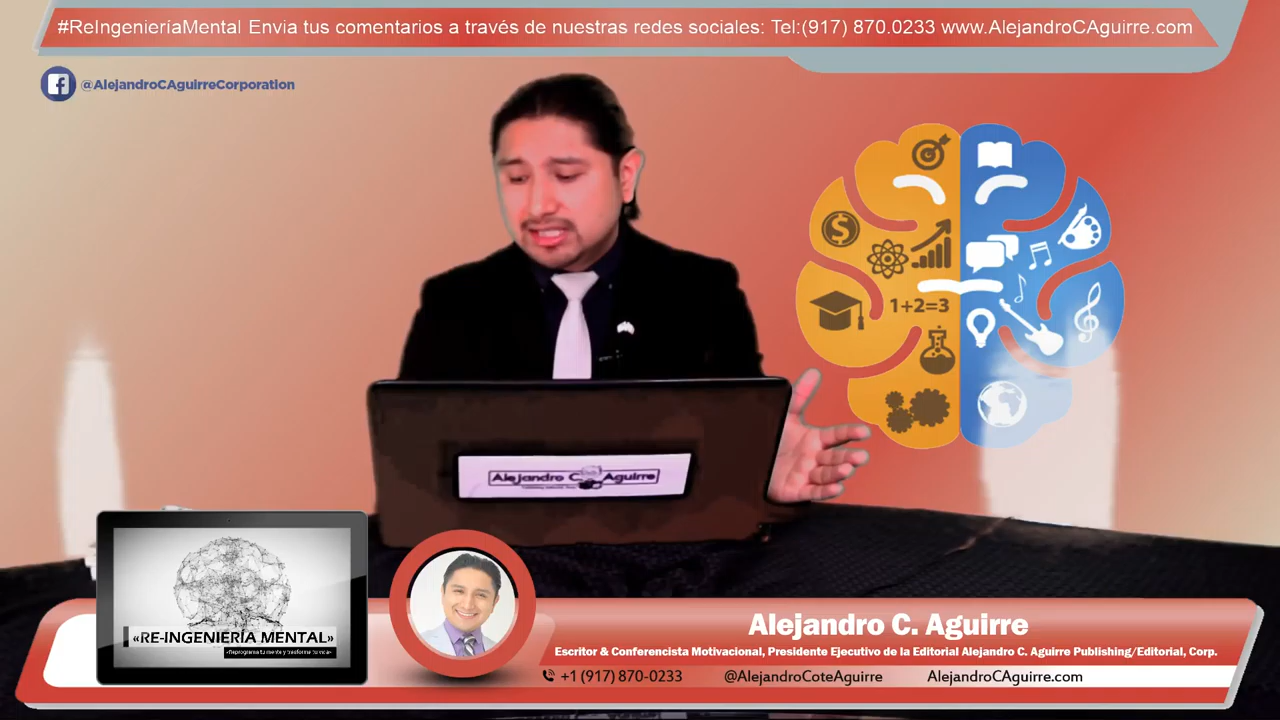 #ReIngenieríaMental Envia tus comentarios a través de nuestras redes sociales: Tel:(917) 870.0233 www.AlejandroCAguirre.com
@AlejandroCAguirreCorporation
1+2=3
Alejandro C. Aguirre
«RE-INGENIERÍA MENTAL»
Alejandro C. Aguirre
Escritor & Conferencista Motivacional, Presidente Ejecutivo de la Editorial Alejandro C. Aguirre Publishing/Editorial, Corp.
+1 (917) 870-0233 @AlejandroCoteAguirre AlejandroCAguirre.com